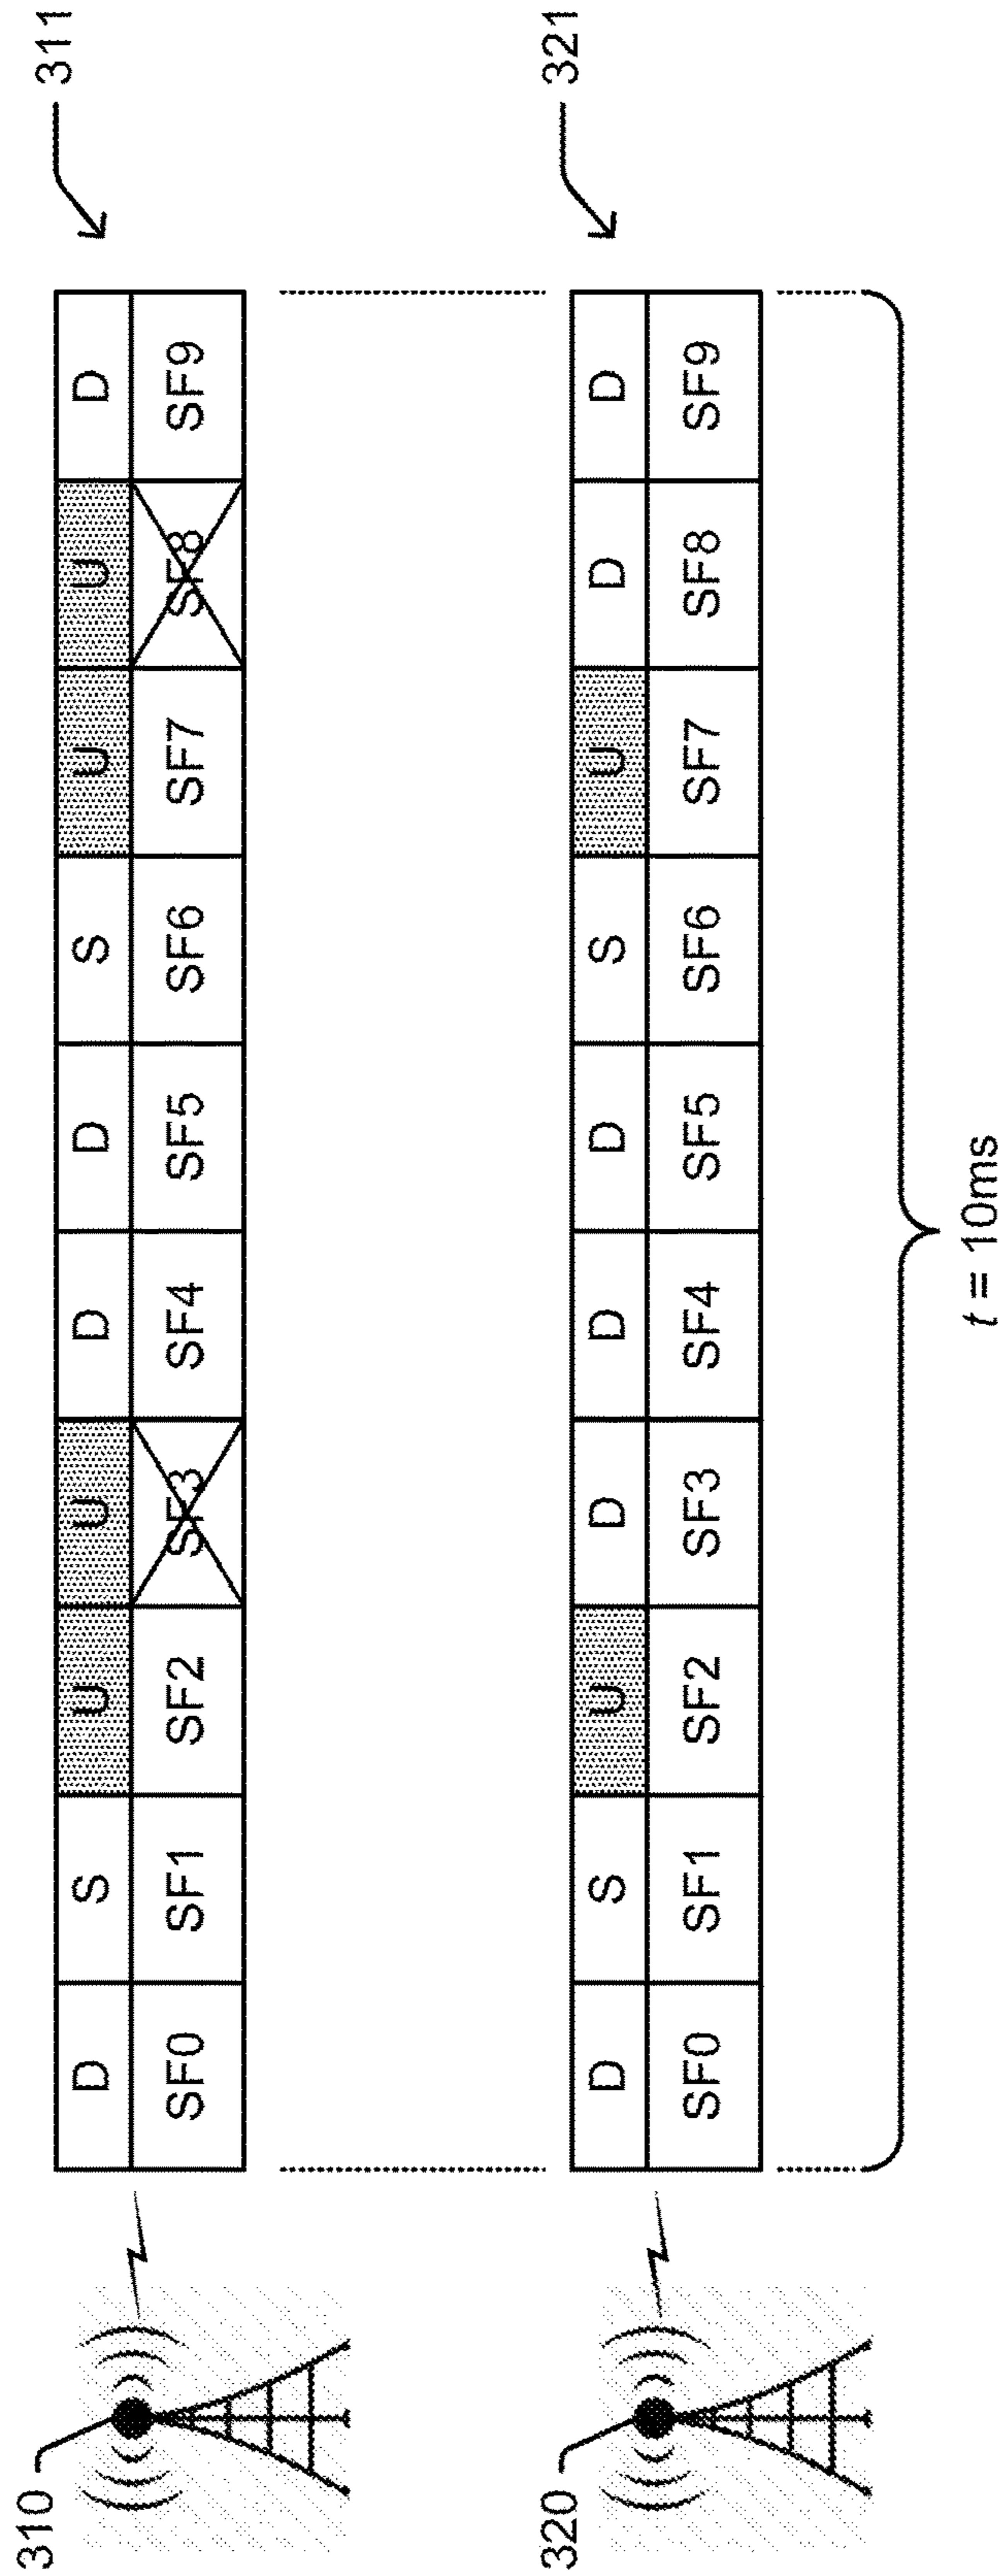 311
D S U U D D S U U D
SF0 SF1 SF2 SF3 SF4 SF5 SF6 SF7 SF8 SF9
310
321
D S U D D D S U D D
SF0 SF1 SF2 SF3 SF4 SF5 SF6 SF7 SF8 SF9
320
t = 10ms